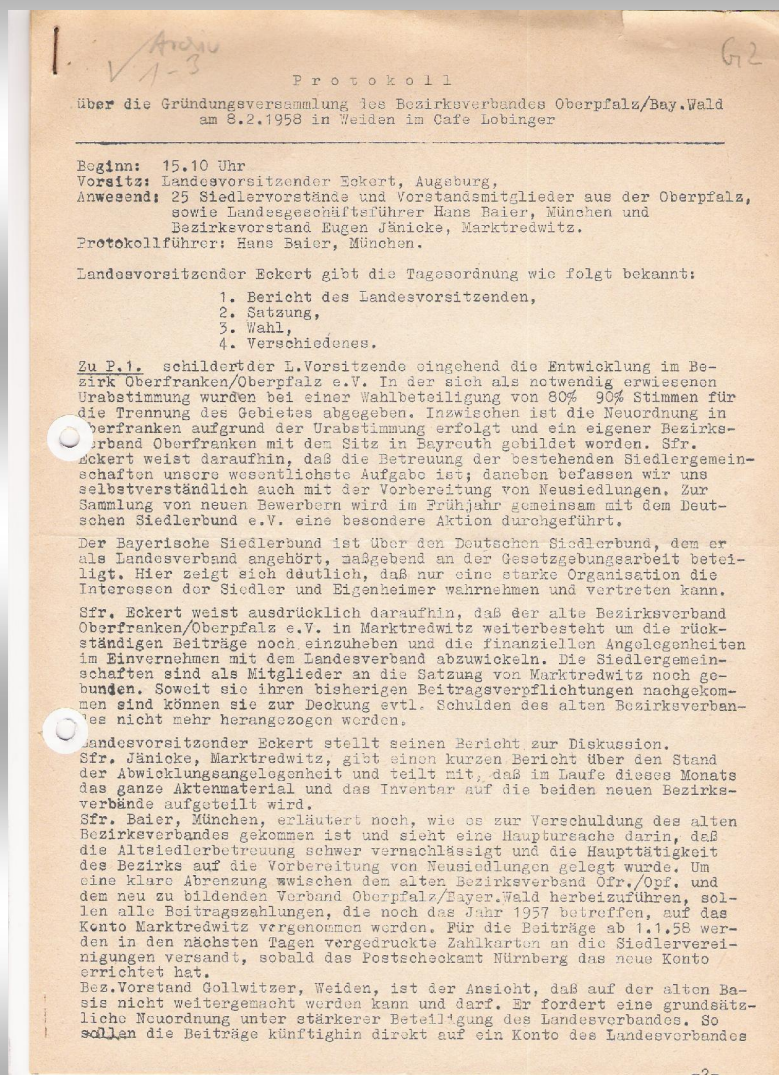 Archiv
1-3
G2
Protokoll
über die Gründungsversammlung des Bezirksverbandes Oberpfalz/Bay.Wald
am 8.2.1958 in Weiden im Cafe Lobinger
Beginn: 15.10 Uhr
Vorsitz: Landesvorsitzender Eckert, Augsburg,
Anwesend: 25 Siedlervorstände und Vorstandsmitglieder aus der Oberpfalz,
sowie Landesgeschäftsführer Hans Baier, München und
Bezirksvorstand Eugen Jänicke, Marktredwitz.
Protokollführer: Hans Baier, München.
Landesvorsitzender Eckert gibt die Tagesordnung wie folgt bekannt:
1. Bericht des Landesvorsitzenden,
2. Satzung,
3. Wahl,
4. Verschiedenes.
Zu P.1. schildertder L.Vorsitzende eingehend die Entwicklung im Be-
zirk Oberfranken/Oberpfalz e.V. In der sich als notwendig erwiesenen
Urabstimmung wurden bei einer Wahlbeteiligung von 80% 90% Stimmen für
die Trennung des Gebietes abgegeben. Inzwischen ist die Neuordnung in
berfranken aufgrund der Urabstimmung erfolgt und ein eigener Bezirks-
rband Oberfranken mit dem Sitz in Bayreuth gebildet worden. Sfr.
Eckert weist daraufhin, daß die Betreuung der bestehenden Siedlergemein-
schaften unsere wesentlichste Aufgabe ist; daneben befassen wir uns
selbstverständlich auch mit der Vorbereitung von Neusiedlungen. Zur
Sammlung von neuen Bewerbern wird im Frühjahr gemeinsam mit dem Deut-
schen Siedlerbund e.V. eine besondere Aktion durchgeführt.
Der Bayerische Siedlerbund ist über den Deutschen Siedlerbund, dem er
als Landesverband angehört, maßgebend an der Gesetzgebungsarbeit betei-
ligt. Hier zeigt sich deutlich, daß nur eine starke Organisation die
Interessen der Siedler und Eigenheimer wahrnehmen und vertreten kann.
Sfr. Eckert weist ausdrücklich daraufhin, daß der alte Bezirksverband
Oberfranken/Oberpfalz e.V. in Marktredwitz weiterbesteht um die rück-
ständigen Beiträge noch einzuheben und die finanziellen Angelegenheiten
im Einvernehmen mit dem Landesverband abzuwickeln. Die Siedlergemein-
schaften sind als Mitglieder an die Satzung von Marktredwitz noch ge-
bunden. Soweit sie ihren bisherigen Beitragsverpflichtungen nachgekom-
men sind können sie zur Deckung evtl. Schulden des alten Bezirksverban-
des nicht mehr herangezogen werden.
Landesvorsitzender Eckert stellt seinen Bericht zur Diskussion.
Sfr. Jänicke, Marktredwitz, gibt einen kurzen Bericht über den Stand
der Abwicklungsangelegenheit und teilt mit, daß im Laufe dieses Monats
das ganze Aktenmaterial und das Inventar auf die beiden neuen Bezirks-
verbände aufgeteilt wird.
Sfr. Baier, München, erläutert noch, wie es zur Verschuldung des alten
Bezirksverbandes gekommen ist und sieht eine Hauptursache darin, daß
die Altsiedlerbetreuung schwer vernachlässigt und die Haupttätigkeit
des Bezirks auf die Vorbereitung von Neusiedlungen gelegt wurde. Um
eine klare Abrenzung zwischen dem alten Bezirksverband Ofr./Opf. und
dem neu zu bildenden Verband Oberpfalz/Bayer.Wald herbeizuführen, sol-
len alle Beitragszahlungen, die noch das Jahr 1957 betreffen, auf das
Konto Marktredwitz vorgenommen werden. Für die Beiträge ab 1.1.58 wer-
den in den nächsten Tagen vorgedruckte Zahlkarten an die Siedlerverei-
nigungen versandt, sobald das Postscheckamt Nürnberg das neue Konto
errichtet hat.
Bez.Vorstand Gollwitzer, Weiden, ist der Ansicht, daß auf der alten Ba-
sis nicht weitergemacht werden kann und darf. Er fordert eine grundsätz-
liche Neuordnung unter stärkerer Beteiligung des Landesverbandes. So
sollen die Beiträge künftighin direkt auf ein Konto des Landesverbandes
-2-